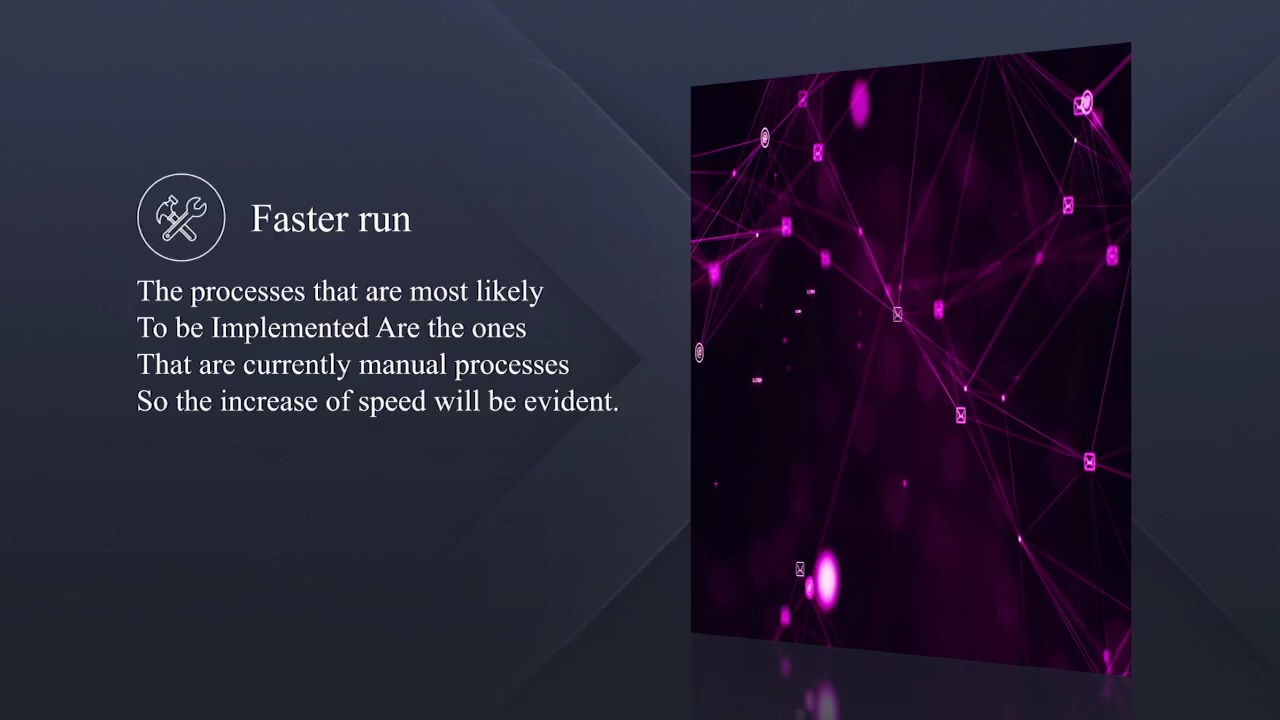 Faster run
The processes that are most likely
To be Implemented Are the ones
That are currently manual processes
So the increase of speed will be evident.